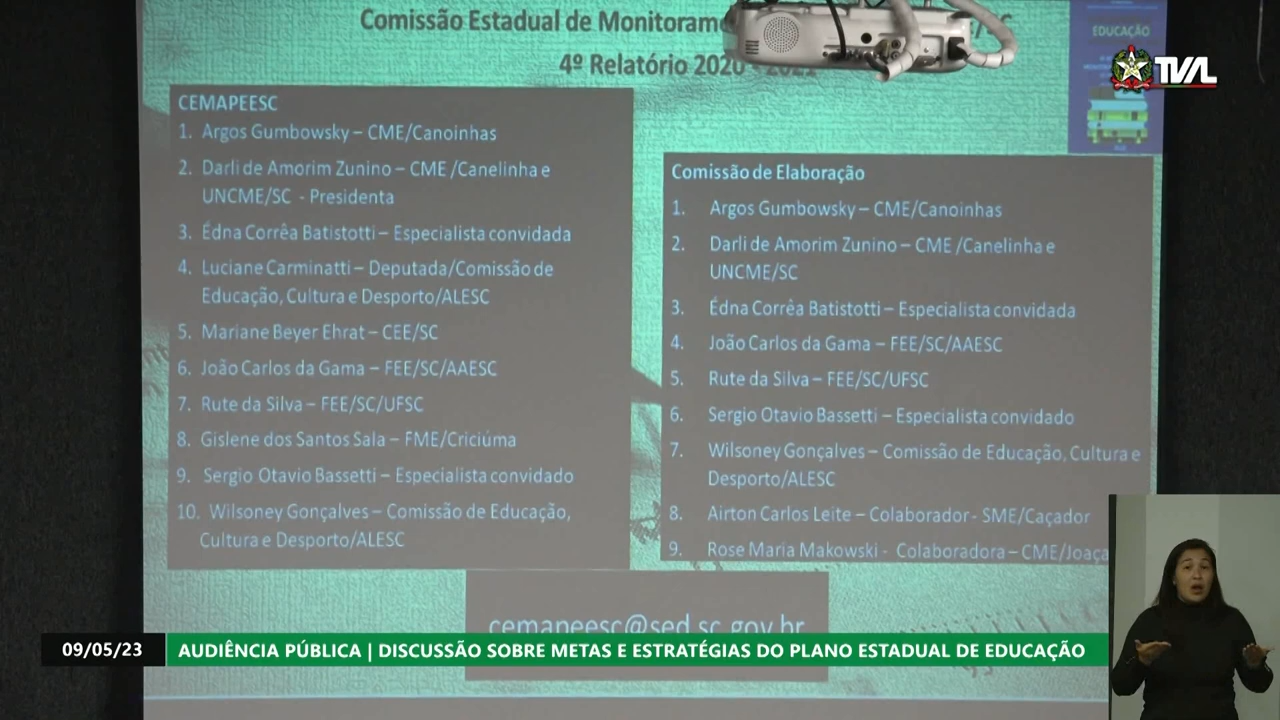 Comissão Estadual de Monitoram
4º Relatório 2020 - 2021
EDUCAÇÃO
TVAL
CEMAPEESC
1. Argos Gumbowsky – CME/Canoinhas
2. Darli de Amorim Zunino – CME /Canelinha e
UNCME/SC - Presidenta
3. Édna Corrêa Batistotti – Especialista convidada
4. Luciane Carminatti – Deputada/Comissão de
Educação, Cultura e Desporto/ALESC
5. Mariane Beyer Ehrat – CEE/SC
6. João Carlos da Gama – FEE/SC/AAESC
7. Rute da Silva – FEE/SC/UFSC
8. Gislene dos Santos Sala – FME/Criciúma
9. Sergio Otavio Bassetti – Especialista convidado
10. Wilsoney Gonçalves – Comissão de Educação,
Cultura e Desporto/ALESC
Comissão de Elaboração
1. Argos Gumbowsky – CME/Canoinhas
2. Darli de Amorim Zunino – CME /Canelinha e
UNCME/SC
3. Édna Corrêa Batistotti – Especialista convidada
4. João Carlos da Gama – FEE/SC/AAESC
5. Rute da Silva – FEE/SC/UFSC
6. Sergio Otavio Bassetti – Especialista convidado
7. Wilsoney Gonçalves – Comissão de Educação, Cultura e
Desporto/ALESC
8. Airton Carlos Leite – Colaborador - SME/Caçador
9. Rose Maria Makowski - Colaboradora – CME/Joaça
cemapeesc@sed.sc.gov.br
09/05/23
AUDIÊNCIA PÚBLICA | DISCUSSÃO SOBRE METAS E ESTRATÉGIAS DO PLANO ESTADUAL DE EDUCAÇÃO